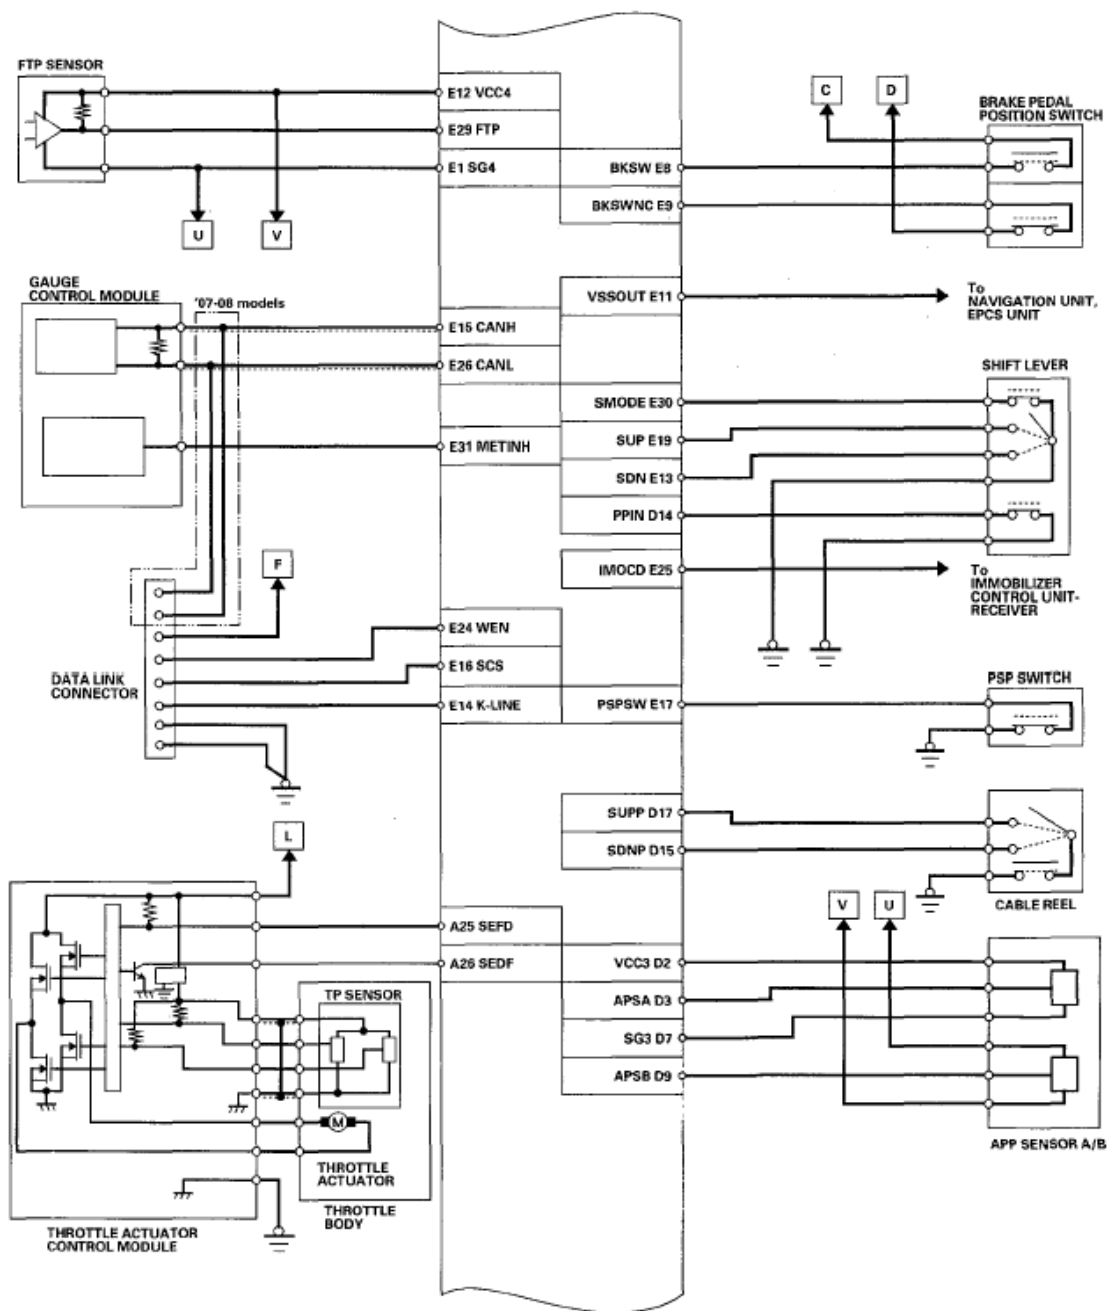 FTP SENSOR
E12 VCC4
E29 FTP
E1 SG4
U
V
C
D
BRAKE PEDAL
POSITION SWITCH
BKSW E8
BKSWNC E9
GAUGE
CONTROL MODULE
'07-08 models
E15 CANH
E26 CANL
E31 METINH
VSSOUT E11
To
NAVIGATION UNIT,
EPCS UNIT
SHIFT LEVER
SMODE E30
SUP E19
SDN E13
PPIN D14
IMOCD E25
To
IMMOBILIZER
CONTROL UNIT-
RECEIVER
F
DATA LINK
CONNECTOR
E24 WEN
E16 SCS
E14 K-LINE
PSPSW E17
PSP SWITCH
SUPP D17
SDNP D15
CABLE REEL
L
A25 SEFD
A26 SEDF
TP SENSOR
M
THROTTLE
ACTUATOR
THROTTLE
BODY
THROTTLE ACTUATOR
CONTROL MODULE
V
U
VCC3 D2
APSA D3
SG3 D7
APSB D9
APP SENSOR A/B